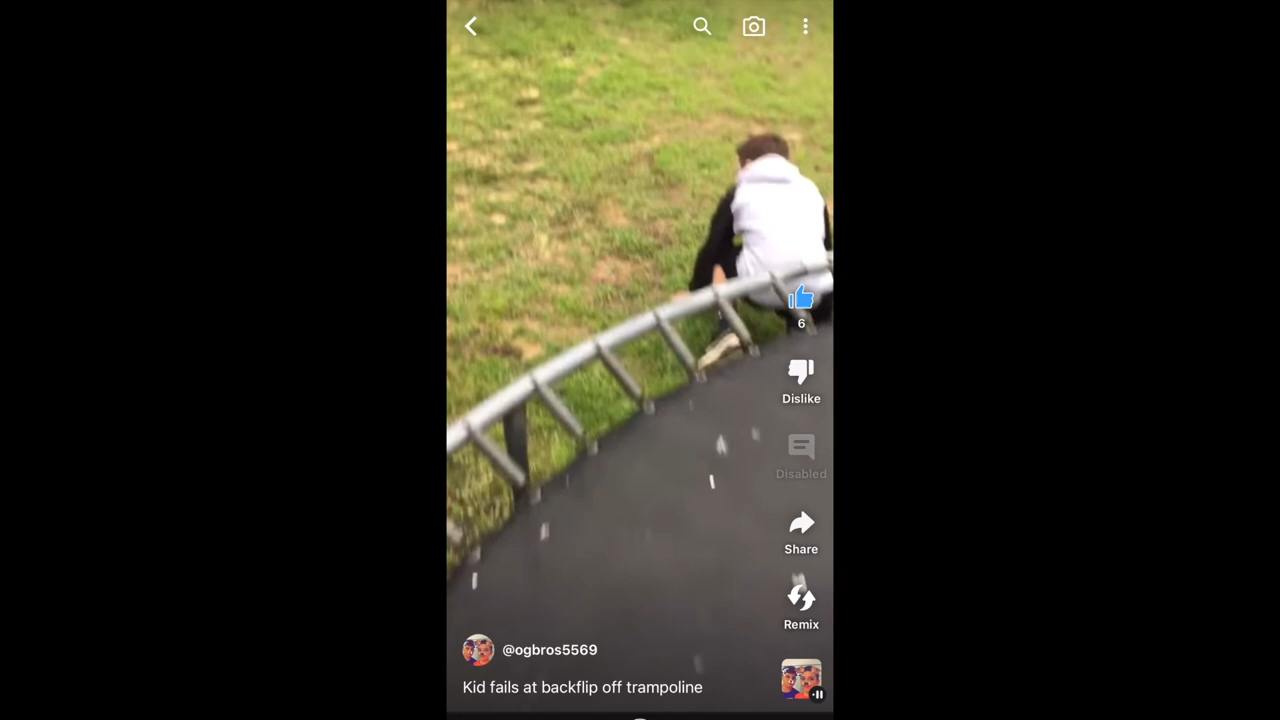 6
Dislike
Disabled
Share
Remix
@ogbros5569
Kid fails at backflip off trampoline